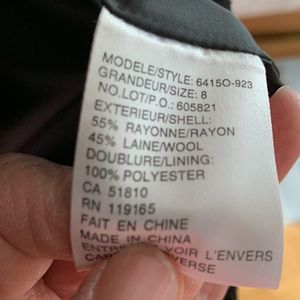 MODELE/STYLE: 6415O-923
GRANDEUR/SIZE: 8
NO.LOT/P.O.: 605821
EXTERIEUR/SHELL:
55% RAYONNE/RAYON
45% LAINE/WOOL
DOUBLURE/LINING:
100% POLYESTER
CA 51810
RN 119165
FAIT EN CHINE
MADE IN CHINA
VOIR L'ENVERS